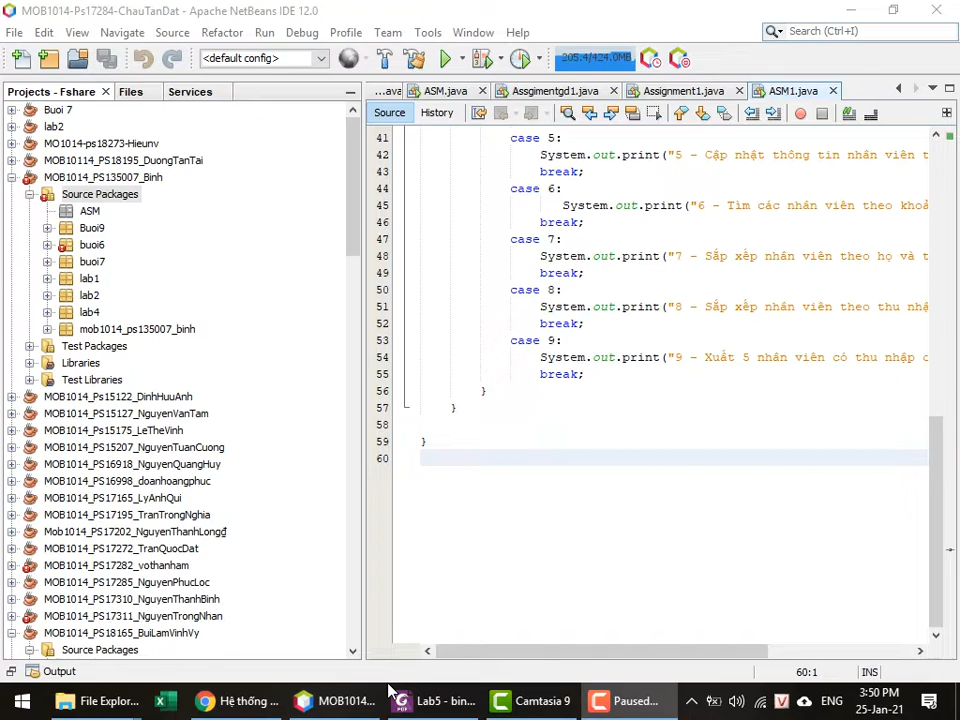 MOB1014-Ps17284-ChauTanDat - Apache NetBeans IDE 12.0
File Edit View Navigate Source Refactor Run Debug Profile Team Tools Window Help
Search (Ctrl+I)
<default config>
205.4/424.0MB
Projects - Fshare Files Services
...ava ASM.java Assgimentgd1.java Assignment1.java ASM1.java
Source History
Buoi 7
lab2
MO1014-ps18273-Hieunv
MOB10114_PS18195_DuongTanTai
MOB1014_PS135007_Binh
Source Packages
ASM
Buoi9
buoi6
buoi7
lab1
lab2
lab4
mob1014_ps135007_binh
Test Packages
Libraries
Test Libraries
MOB1014_Ps15122_DinhHuuAnh
MOB1014_PS15127_NguyenVanTam
MOB1014_Ps15175_LeTheVinh
MOB1014_PS15207_NguyenTuanCuong
MOB1014_PS16918_NguyenQuangHuy
MOB1014_PS16998_doanhoangphuc
MOB1014_PS17165_LyAnhQui
MOB1014_PS17195_TranTrongNghia
Mob1014_PS17202_NguyenThanhLongđ
MOB1014_PS17272_TranQuocDat
MOB1014_PS17282_vothanham
MOB1014_PS17285_NguyenPhucLoc
MOB1014_PS17310_NguyenThanhBinh
MOB1014_PS17311_NguyenTrongNhan
MOB1014_PS18165_BuiLamVinhVy
Source Packages
41 case 5:
42 System.out.print("5 - Cập nhật thông tin nhân viên t
43 break;
44 case 6:
45 System.out.print("6 - Tìm các nhân viên theo khoả
46 break;
47 case 7:
48 System.out.print("7 - Sắp xếp nhân viên theo họ và t
49 break;
50 case 8:
51 System.out.print("8 - Sắp xếp nhân viên theo thu nhậ
52 break;
53 case 9:
54 System.out.print("9 - Xuất 5 nhân viên có thu nhập c
55 break;
56 }
57 }
58
59 }
60
Output
60:1 INS
File Explor... Hệ thống ... MOB1014... Lab5 - bin... Camtasia 9 Paused... ENG
3:50 PM
25-Jan-21